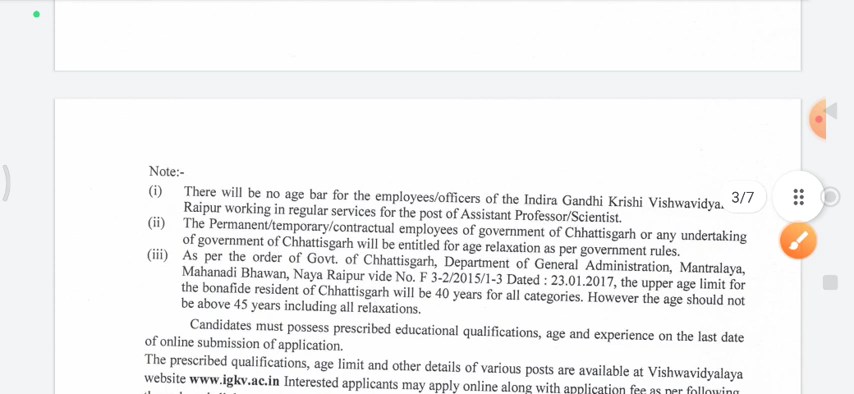 Note:-
(i) There will be no age bar for the employees/officers of the Indira Gandhi Krishi Vishwavidya
3/7
Raipur working in regular services for the post of Assistant Professor/Scientist.
(ii) The Permanent/temporary/contractual employees of government of Chhattisgarh or any undertaking
of government of Chhattisgarh will be entitled for age relaxation as per government rules.
(iii) As per the order of Govt. of Chhattisgarh, Department of General Administration, Mantralaya,
Mahanadi Bhawan, Naya Raipur vide No. F 3-2/2015/1-3 Dated : 23.01.2017, the upper age limit for
the bonafide resident of Chhattisgarh will be 40 years for all categories. However the age should not
be above 45 years including all relaxations.
Candidates must possess prescribed educational qualifications, age and experience on the last date
of online submission of application.
The prescribed qualifications, age limit and other details of various posts are available at Vishwavidyalaya
website www.igkv.ac.in Interested applicants may apply online along with application fee as per following